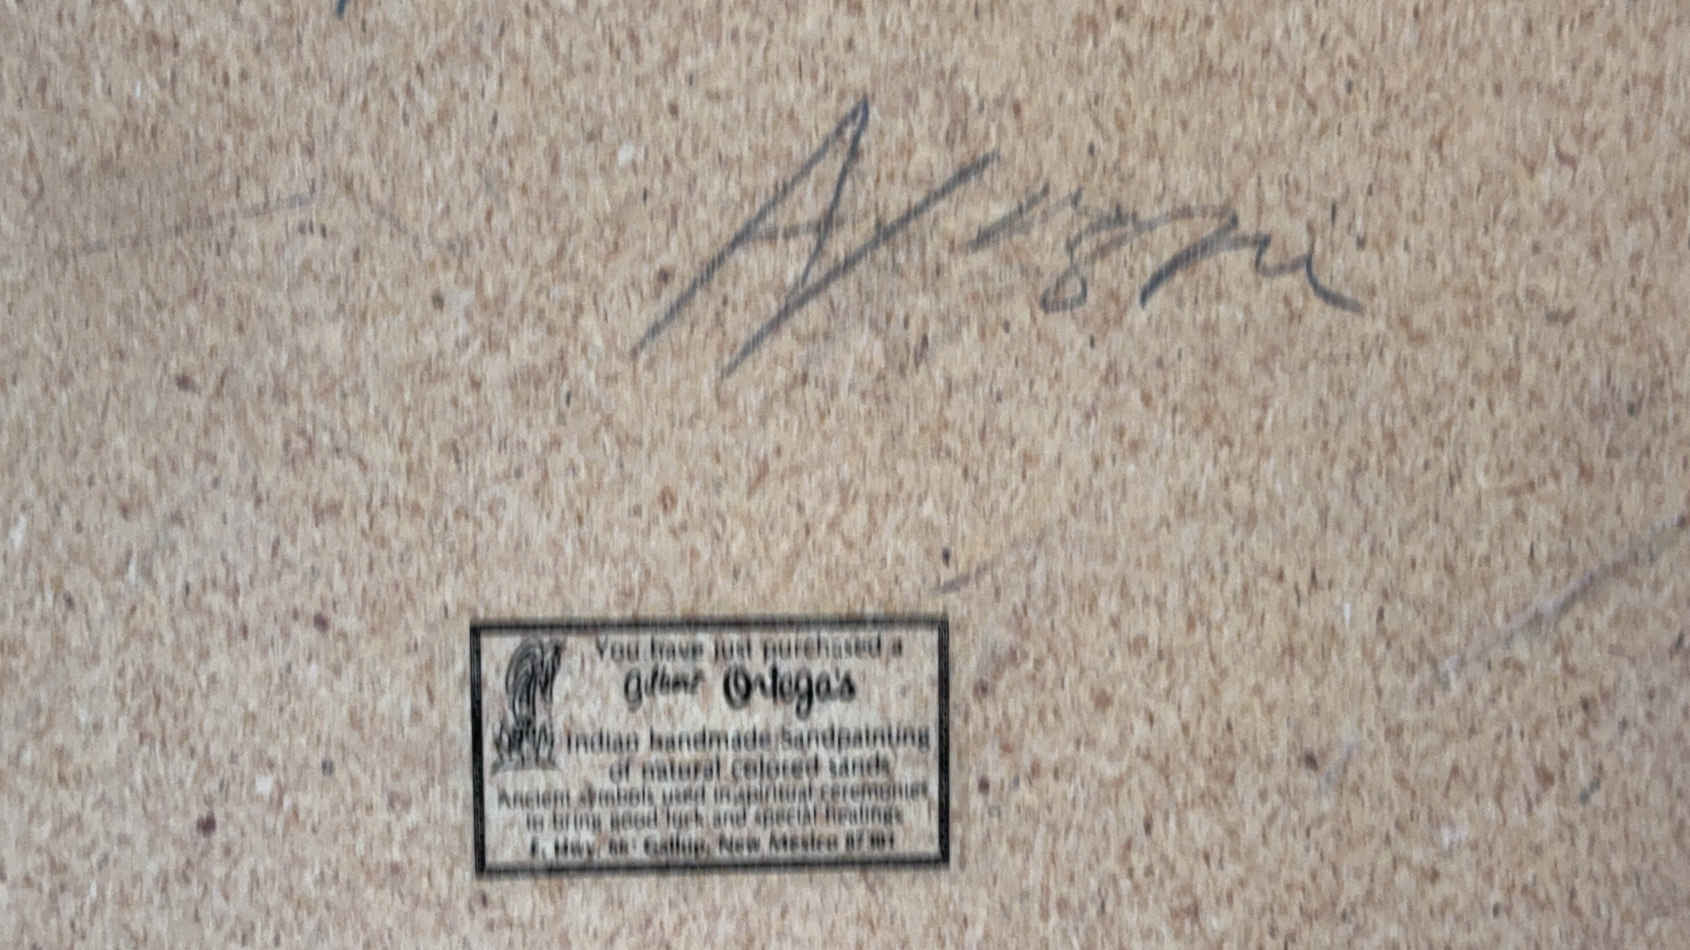 You have just purchased a
Gilbert Ortega's
Indian handmade Sandpainting
of natural colored sands
Ancient symbols used in spiritual ceremonies
to bring good luck and special healings
E. Hwy. 66 Gallup, New Mexico 87301